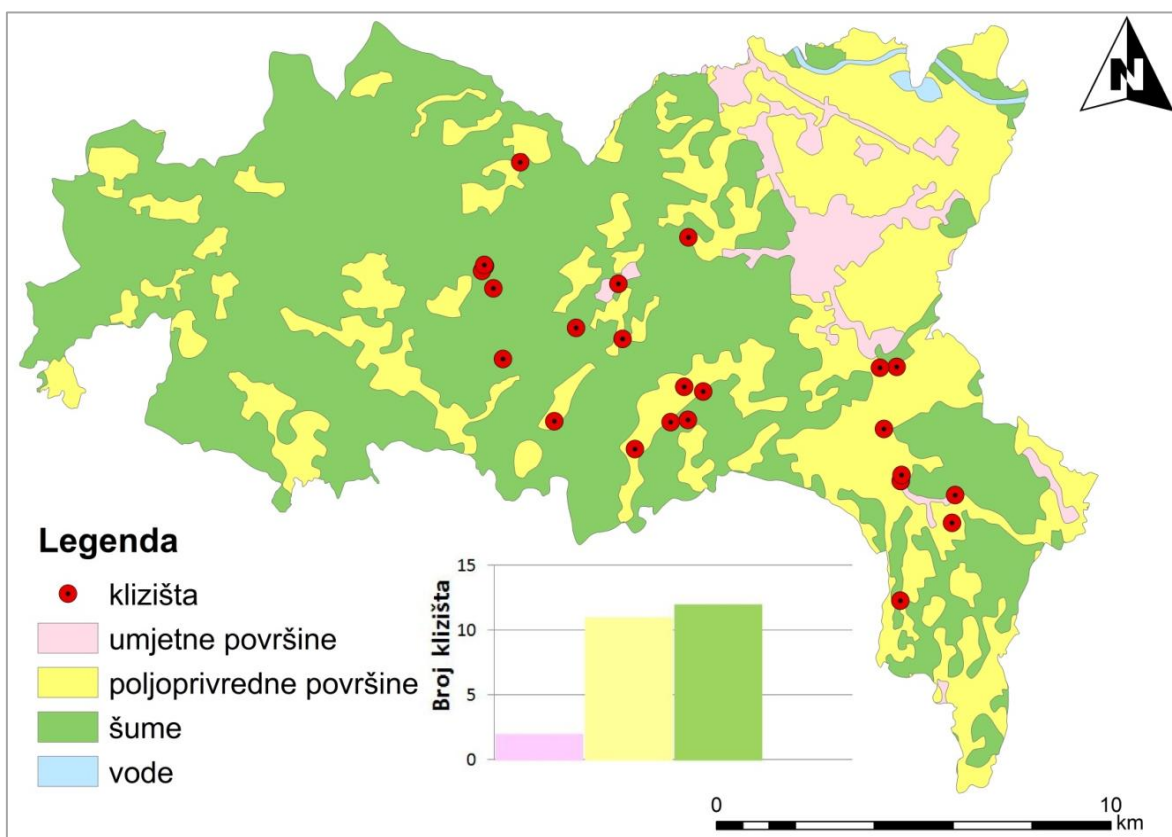 N
Legenda
klizišta
umjetne površine
poljoprivredne površine
šume
vode
Broj klizišta
15
10
5
0
0 10
km